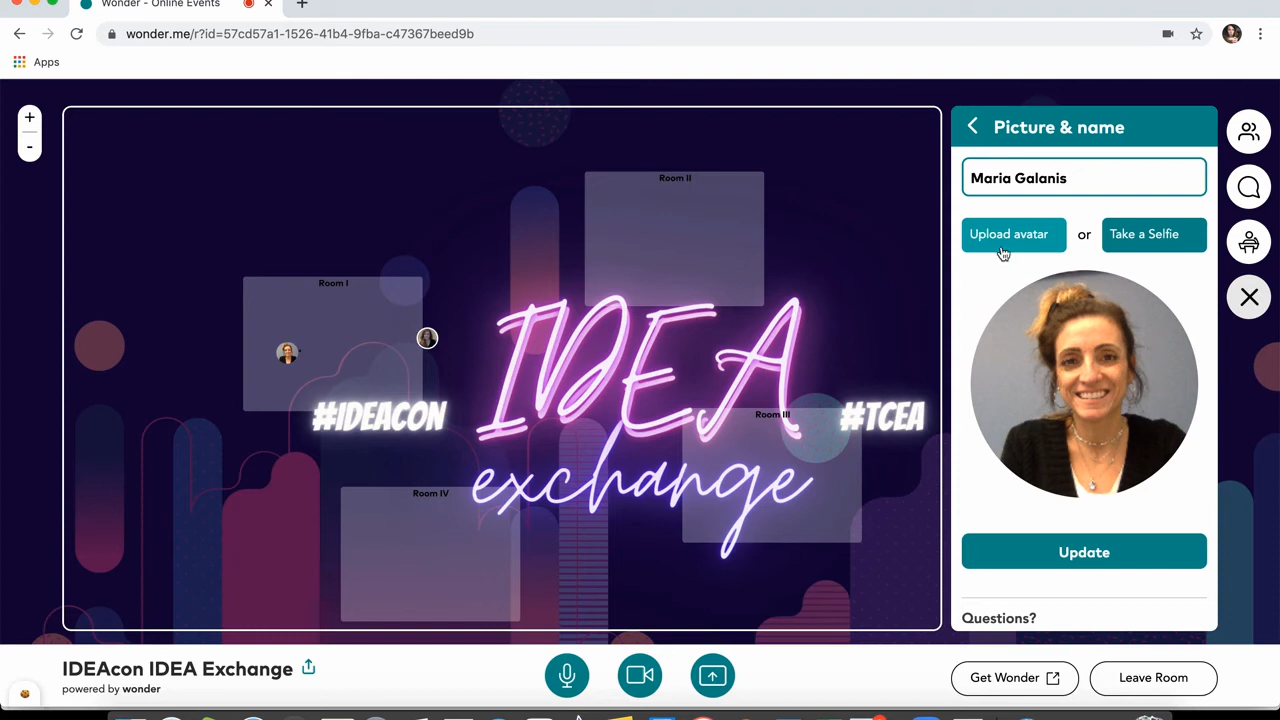 Wonder - Online Events
wonder.me/r?id=57cd57a1-1526-41b4-9fba-c47367beed9b
Apps
+
-
Picture & name
Maria Galanis
Upload avatar or Take a Selfie
Room II
Room I
IDEA
#IDEACON
#TCEA
Room III
exchange
Room IV
Update
Questions?
IDEAcon IDEA Exchange
powered by wonder
Get Wonder
Leave Room